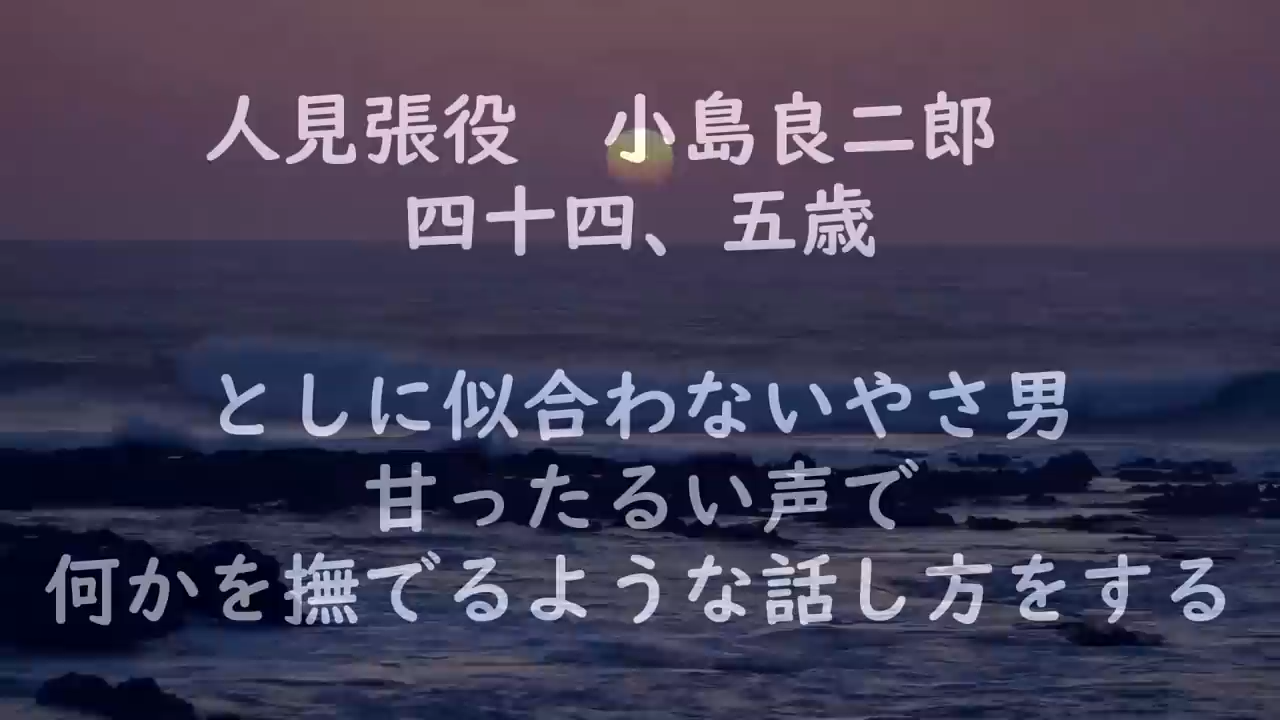 人見張役　小島良二郎
四十四、五歳
としに似合わないやさ男
甘ったるい声で
何かを撫でるような話し方をする